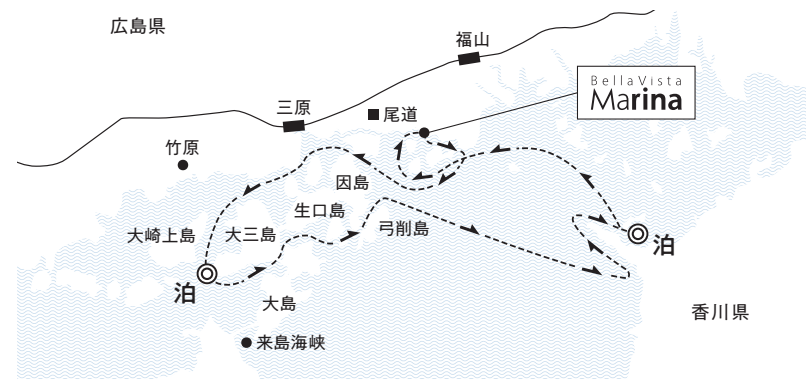 広島県
福山
BellaVista
Marina
三原
尾道
竹原
因島
生口島
大崎上島
大三島
弓削島
泊
泊
大島
香川県
来島海峡